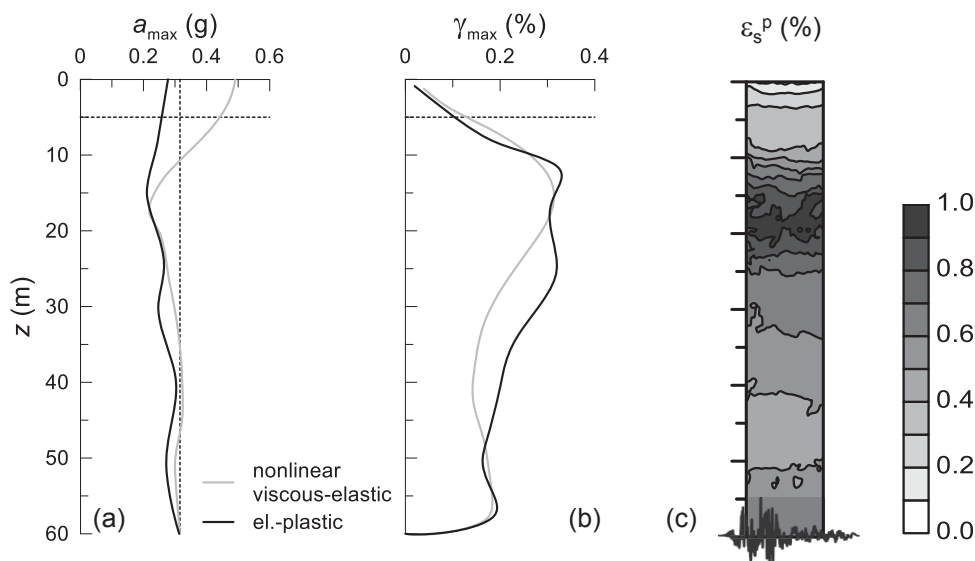 a_max (g)
0 0.2 0.4 0.6
γ_max (%)
0 0.2 0.4
ε_s^p (%)
z (m)
0
10
20
30
40
50
60
nonlinear
viscous-elastic
el.-plastic
(a)
(b)
(c)
1.0
0.8
0.6
0.4
0.2
0.0